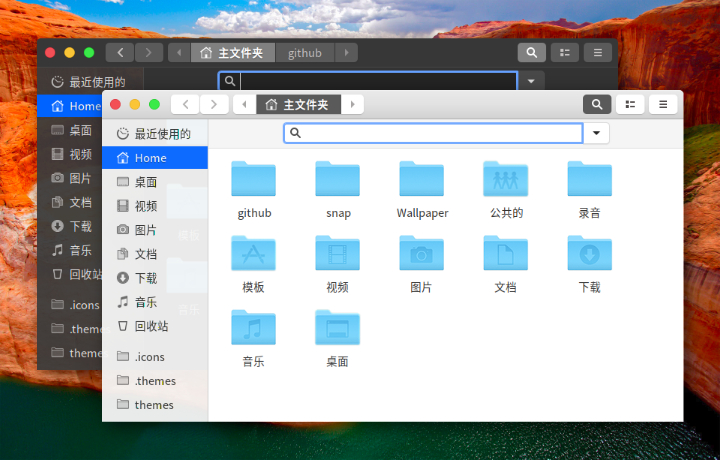 主文件夹 github
最近使用的
Home
桌面
视频
图片
文档
下载
音乐
回收站
.icons
.themes
themes
主文件夹
最近使用的
Home
桌面
视频
图片
文档
下载
音乐
回收站
.icons
.themes
themes
github snap Wallpaper 公共的 录音
模板 视频 图片 文档 下载
音乐 桌面